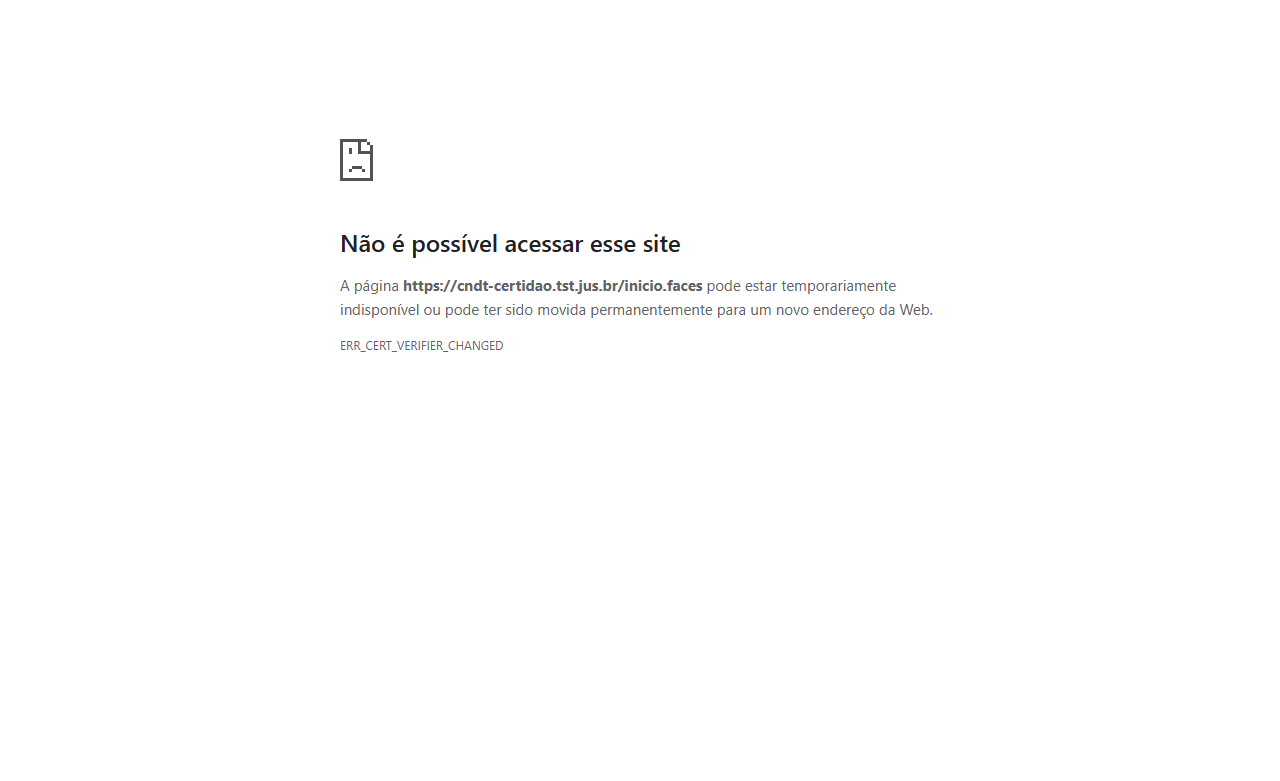 Não é possível acessar esse site
A página https://cndt-certidao.tst.jus.br/inicio.faces pode estar temporariamente
indisponível ou pode ter sido movida permanentemente para um novo endereço da Web.
ERR_CERT_VERIFIER_CHANGED